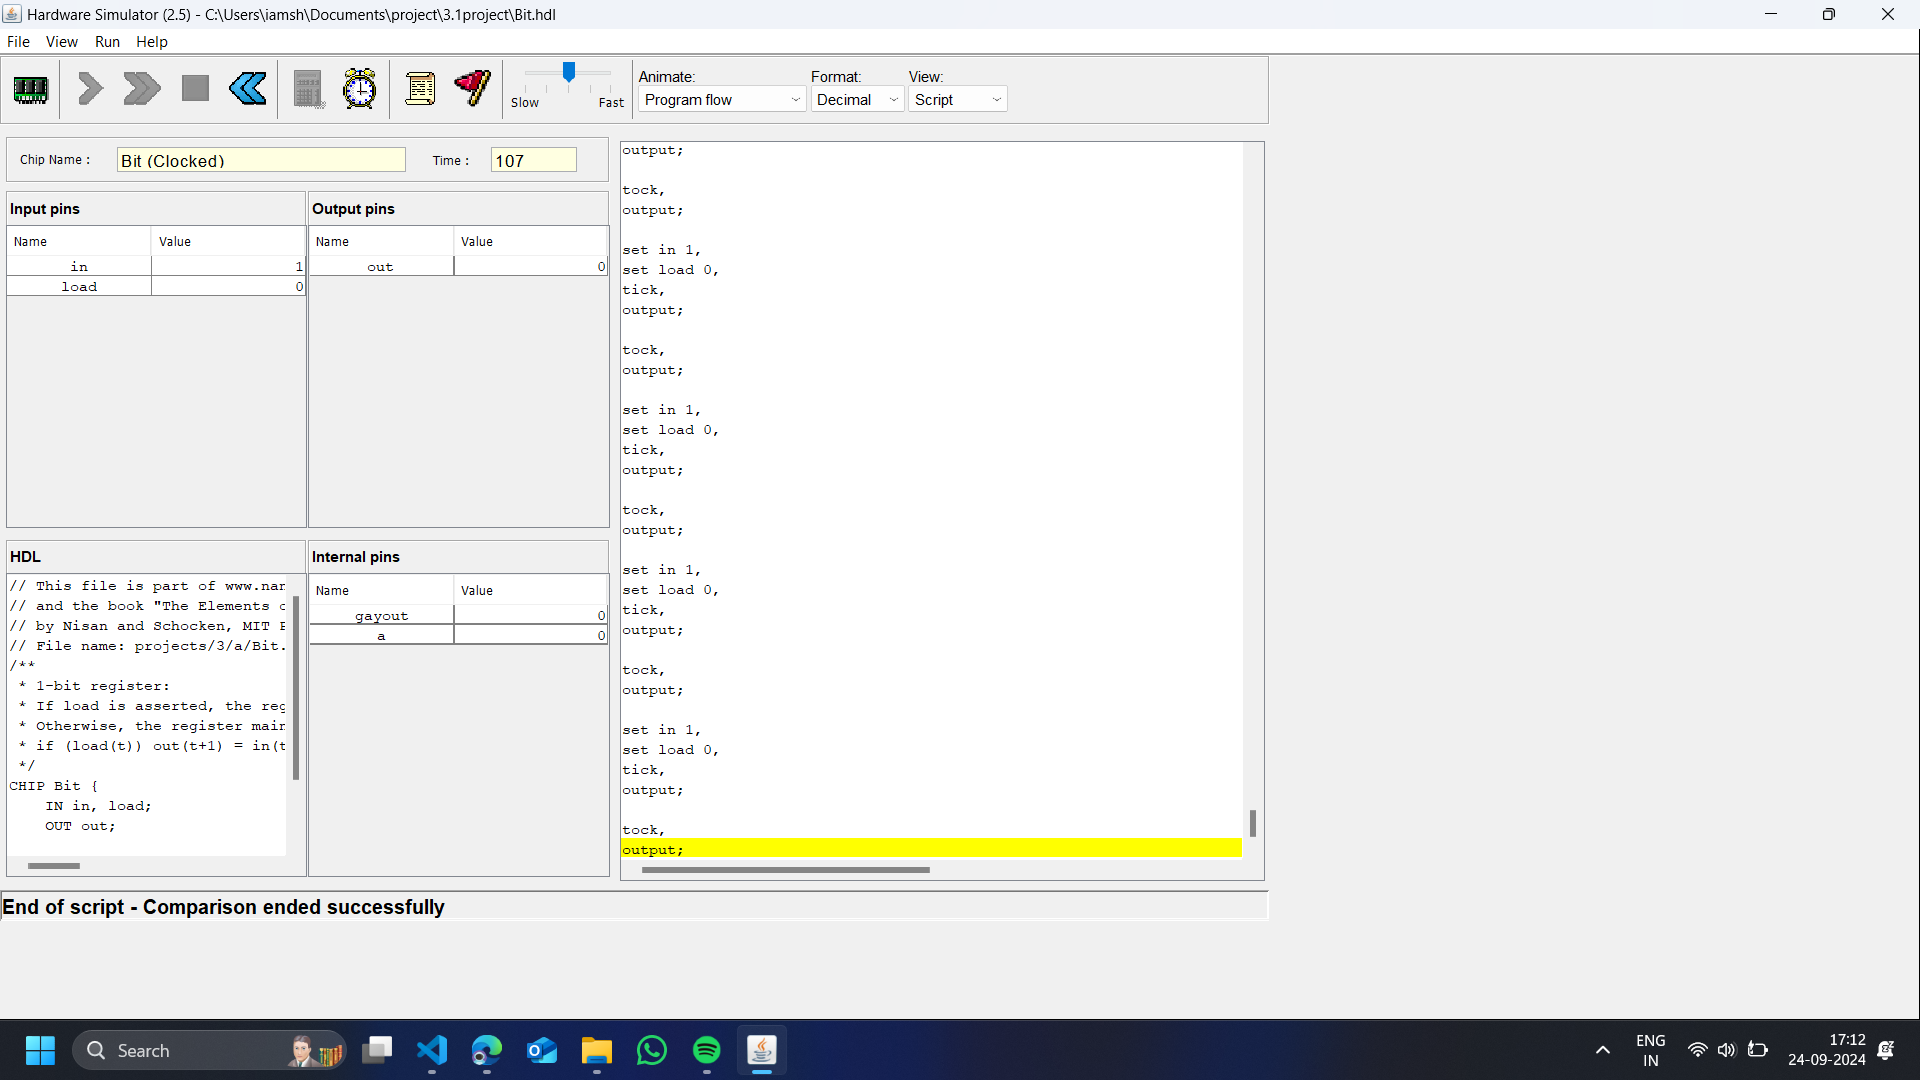 Hardware Simulator (2.5) - C:\Users\iamsh\Documents\project\3.1project\Bit.hdl
File View Run Help
Slow Fast
Animate: Format: View:
Program flow Decimal Script
Chip Name : Bit (Clocked) Time : 107
Input pins
Name Value
in 1
load 0
Output pins
Name Value
out 0
HDL
// This file is part of www.nan
// and the book "The Elements o
// by Nisan and Schocken, MIT P
// File name: projects/3/a/Bit.
/**
* 1-bit register:
* If load is asserted, the reg
* Otherwise, the register main
* if (load(t)) out(t+1) = in(t
*/
CHIP Bit {
IN in, load;
OUT out;
Internal pins
Name Value
gayout 0
a 0
output;
tock,
output;
set in 1,
set load 0,
tick,
output;
tock,
output;
set in 1,
set load 0,
tick,
output;
tock,
output;
set in 1,
set load 0,
tick,
output;
tock,
output;
set in 1,
set load 0,
tick,
output;
tock,
output;
End of script - Comparison ended successfully
Search
ENG
IN
17:12
24-09-2024